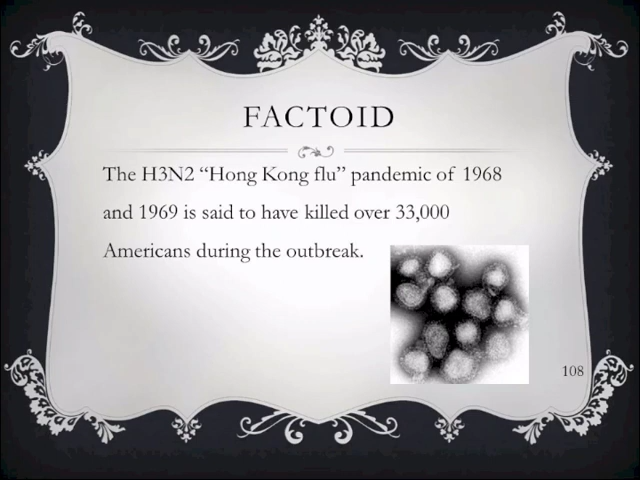 FACTOID
The H3N2 “Hong Kong flu” pandemic of 1968
and 1969 is said to have killed over 33,000
Americans during the outbreak.
108